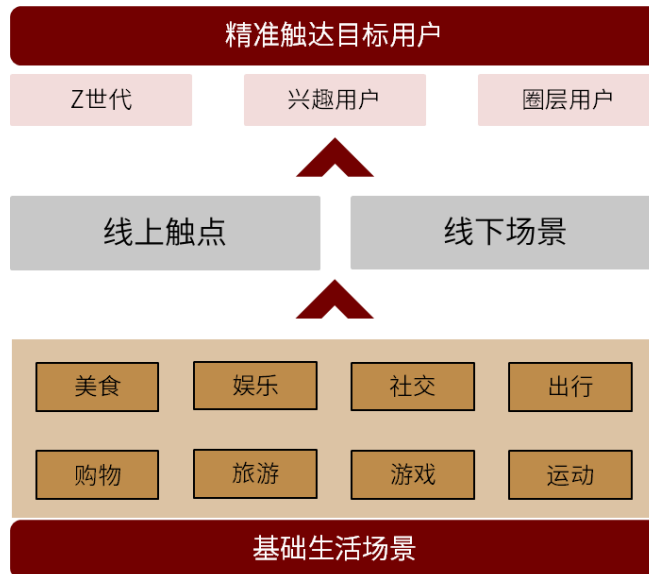 精准触达目标用户
Z世代 兴趣用户 圈层用户
线上触点 线下场景
美食 娱乐 社交 出行
购物 旅游 游戏 运动
基础生活场景